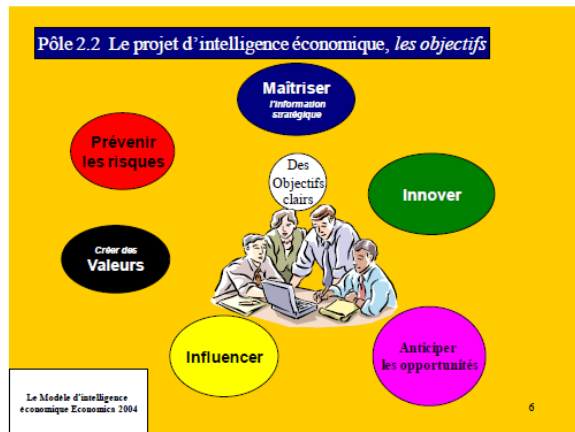 Pôle 2.2 Le projet d'intelligence économique, les objectifs
Maîtriser
l'information
stratégique
Prévenir
les risques
Des
Objectifs
clairs
Innover
Créer des
Valeurs
Influencer
Anticiper
les opportunités
Le Modèle d'intelligence
économique Economica 2004
6